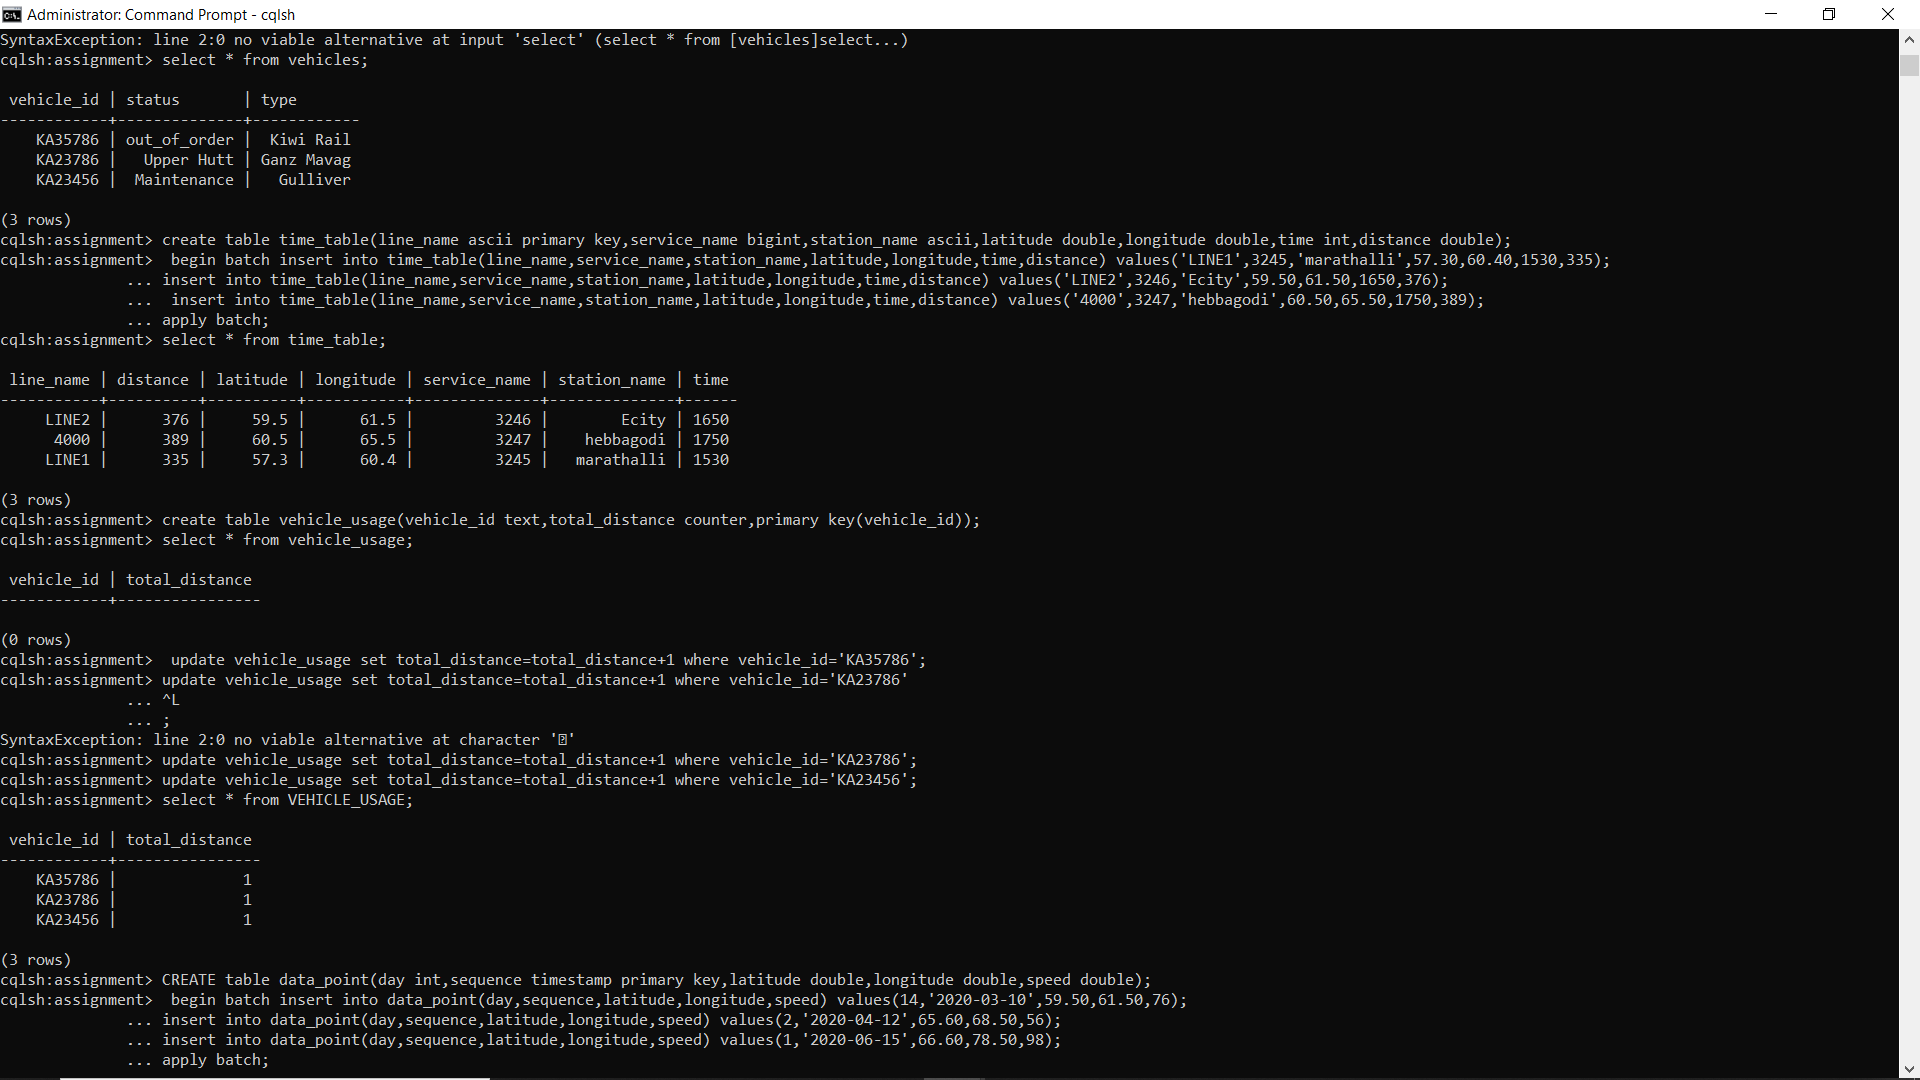 Administrator: Command Prompt - cqlsh
SyntaxException: line 2:0 no viable alternative at input 'select' (select * from [vehicles]select...)
cqlsh:assignment> select * from vehicles;
 vehicle_id | status       | type
------------+--------------+------------
    KA35786 | out_of_order |  Kiwi Rail
    KA23786 |   Upper Hutt | Ganz Mavag
    KA23456 |  Maintenance |   Gulliver
(3 rows)
cqlsh:assignment> create table time_table(line_name ascii primary key,service_name bigint,station_name ascii,latitude double,longitude double,time int,distance double);
cqlsh:assignment>  begin batch insert into time_table(line_name,service_name,station_name,latitude,longitude,time,distance) values('LINE1',3245,'marathalli',57.30,60.40,1530,335);
              ... insert into time_table(line_name,service_name,station_name,latitude,longitude,time,distance) values('LINE2',3246,'Ecity',59.50,61.50,1650,376);
              ...  insert into time_table(line_name,service_name,station_name,latitude,longitude,time,distance) values('4000',3247,'hebbagodi',60.50,65.50,1750,389);
              ... apply batch;
cqlsh:assignment> select * from time_table;
 line_name | distance | latitude | longitude | service_name | station_name | time
-----------+----------+----------+-----------+--------------+--------------+------
     LINE2 |      376 |     59.5 |      61.5 |         3246 |        Ecity | 1650
      4000 |      389 |     60.5 |      65.5 |         3247 |    hebbagodi | 1750
     LINE1 |      335 |     57.3 |      60.4 |         3245 |   marathalli | 1530
(3 rows)
cqlsh:assignment> create table vehicle_usage(vehicle_id text,total_distance counter,primary key(vehicle_id));
cqlsh:assignment> select * from vehicle_usage;
 vehicle_id | total_distance
------------+----------------
(0 rows)
cqlsh:assignment>  update vehicle_usage set total_distance=total_distance+1 where vehicle_id='KA35786';
cqlsh:assignment> update vehicle_usage set total_distance=total_distance+1 where vehicle_id='KA23786'
              ... ^L
              ... ;
SyntaxException: line 2:0 no viable alternative at character '�'
cqlsh:assignment> update vehicle_usage set total_distance=total_distance+1 where vehicle_id='KA23786';
cqlsh:assignment> update vehicle_usage set total_distance=total_distance+1 where vehicle_id='KA23456';
cqlsh:assignment> select * from VEHICLE_USAGE;
 vehicle_id | total_distance
------------+----------------
    KA35786 |              1
    KA23786 |              1
    KA23456 |              1
(3 rows)
cqlsh:assignment> CREATE table data_point(day int,sequence timestamp primary key,latitude double,longitude double,speed double);
cqlsh:assignment>  begin batch insert into data_point(day,sequence,latitude,longitude,speed) values(14,'2020-03-10',59.50,61.50,76);
              ... insert into data_point(day,sequence,latitude,longitude,speed) values(2,'2020-04-12',65.60,68.50,56);
              ... insert into data_point(day,sequence,latitude,longitude,speed) values(1,'2020-06-15',66.60,78.50,98);
              ... apply batch;